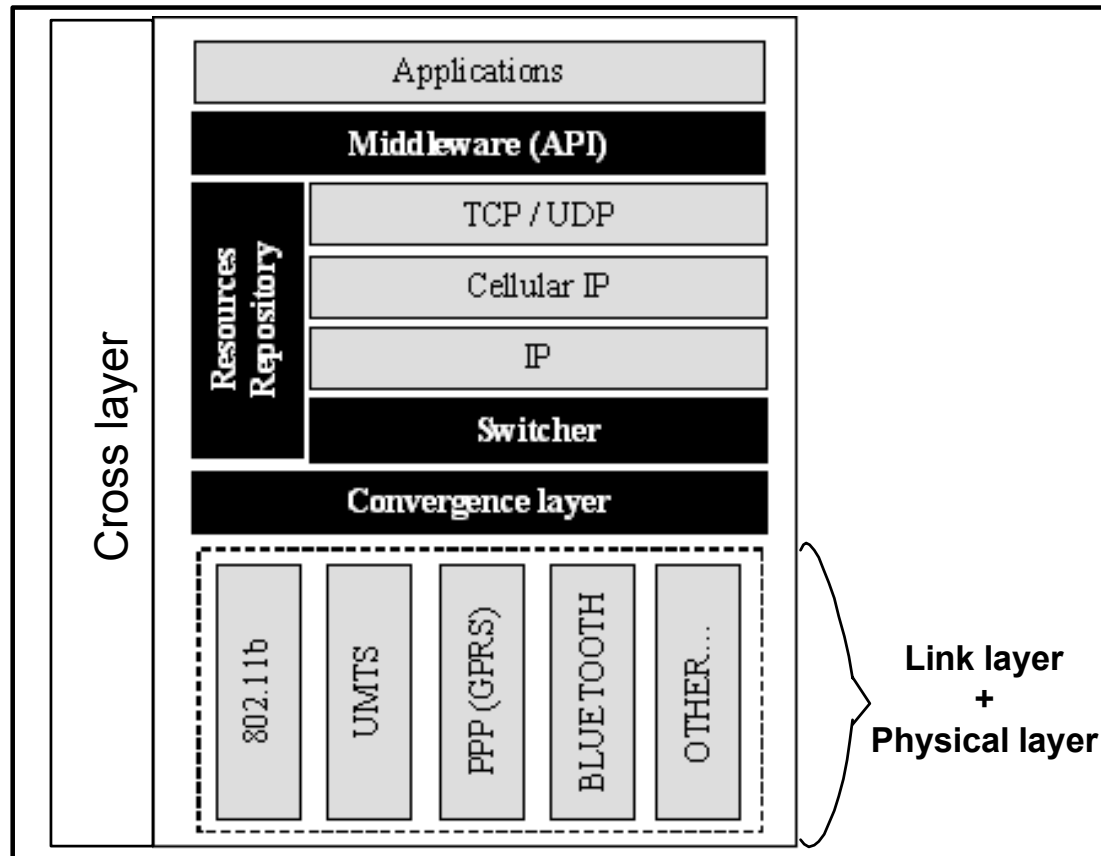 Cross layer
Applications
Middleware (API)
Resources
Repository
TCP / UDP
Cellular IP
IP
Switcher
Convergence layer
802.11b
UMTS
PPP (GPRS)
BLUETOOTH
OTHER...
Link layer
+
Physical layer